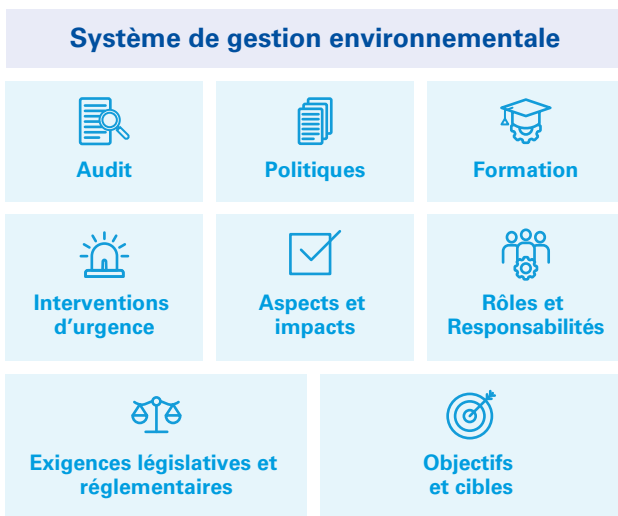 Système de gestion environnementale
Audit
Politiques
Formation
Interventions
d’urgence
Aspects et
impacts
Rôles et
Responsabilités
Exigences législatives et
réglementaires
Objectifs
et cibles